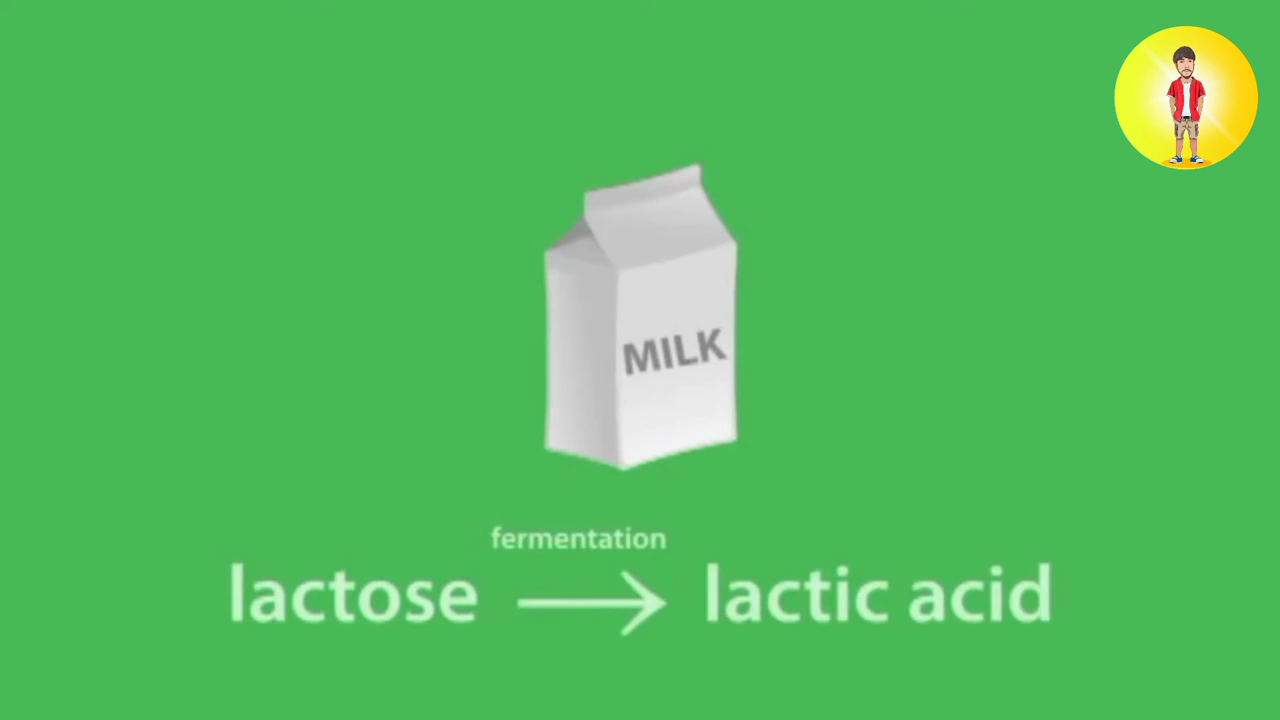 MILK
fermentation
lactose → lactic acid